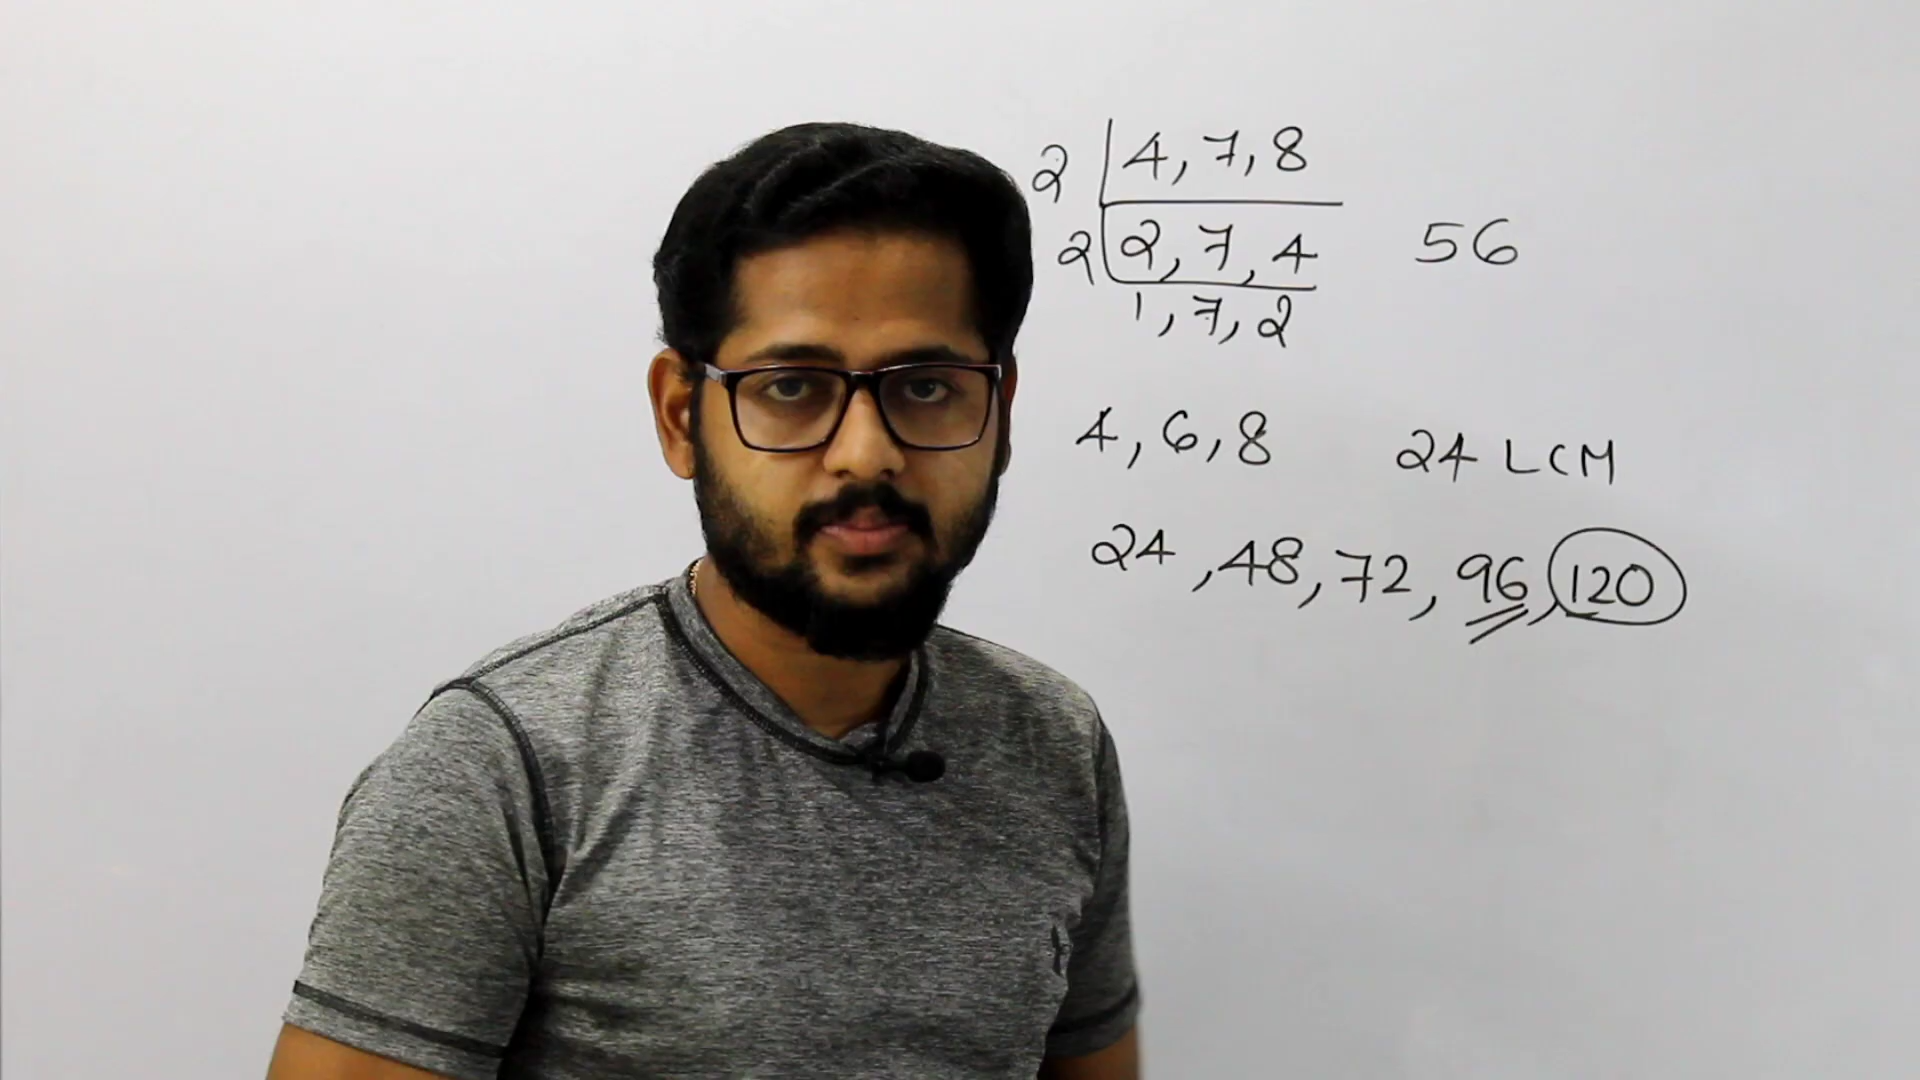 2 | 4, 7, 8
2 | 2, 7, 4 56
1, 7, 2
4, 6, 8 24 LCM
24, 48, 72, 96, 120